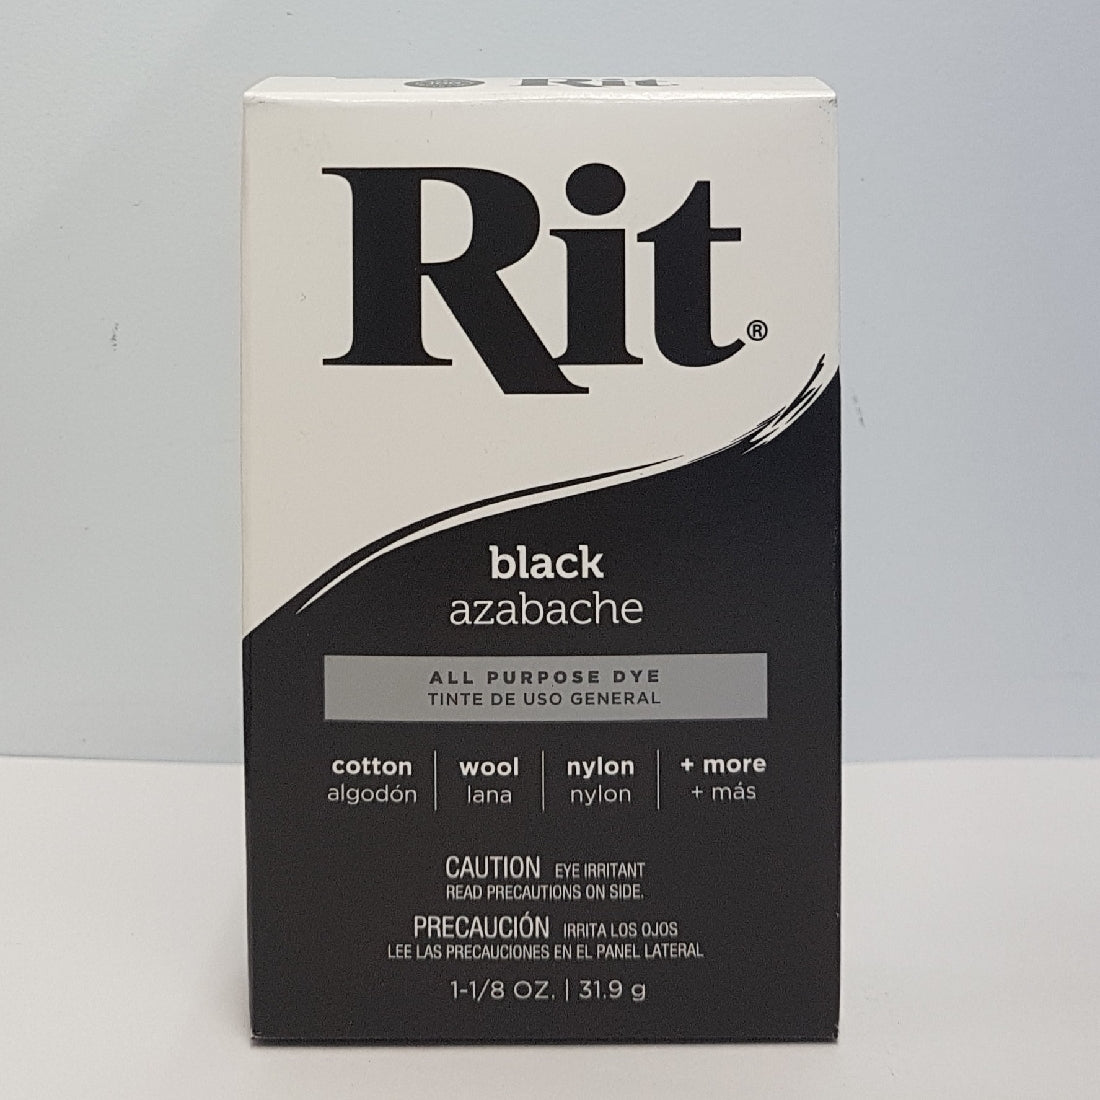 Rit
Rit®
black
azabache
ALL PURPOSE DYE
TINTE DE USO GENERAL
cotton wool nylon + more
algodón lana nylon + más
CAUTION EYE IRRITANT
READ PRECAUTIONS ON SIDE.
PRECAUCIÓN IRRITA LOS OJOS
LEE LAS PRECAUCIONES EN EL PANEL LATERAL
1-1/8 OZ. | 31.9 g